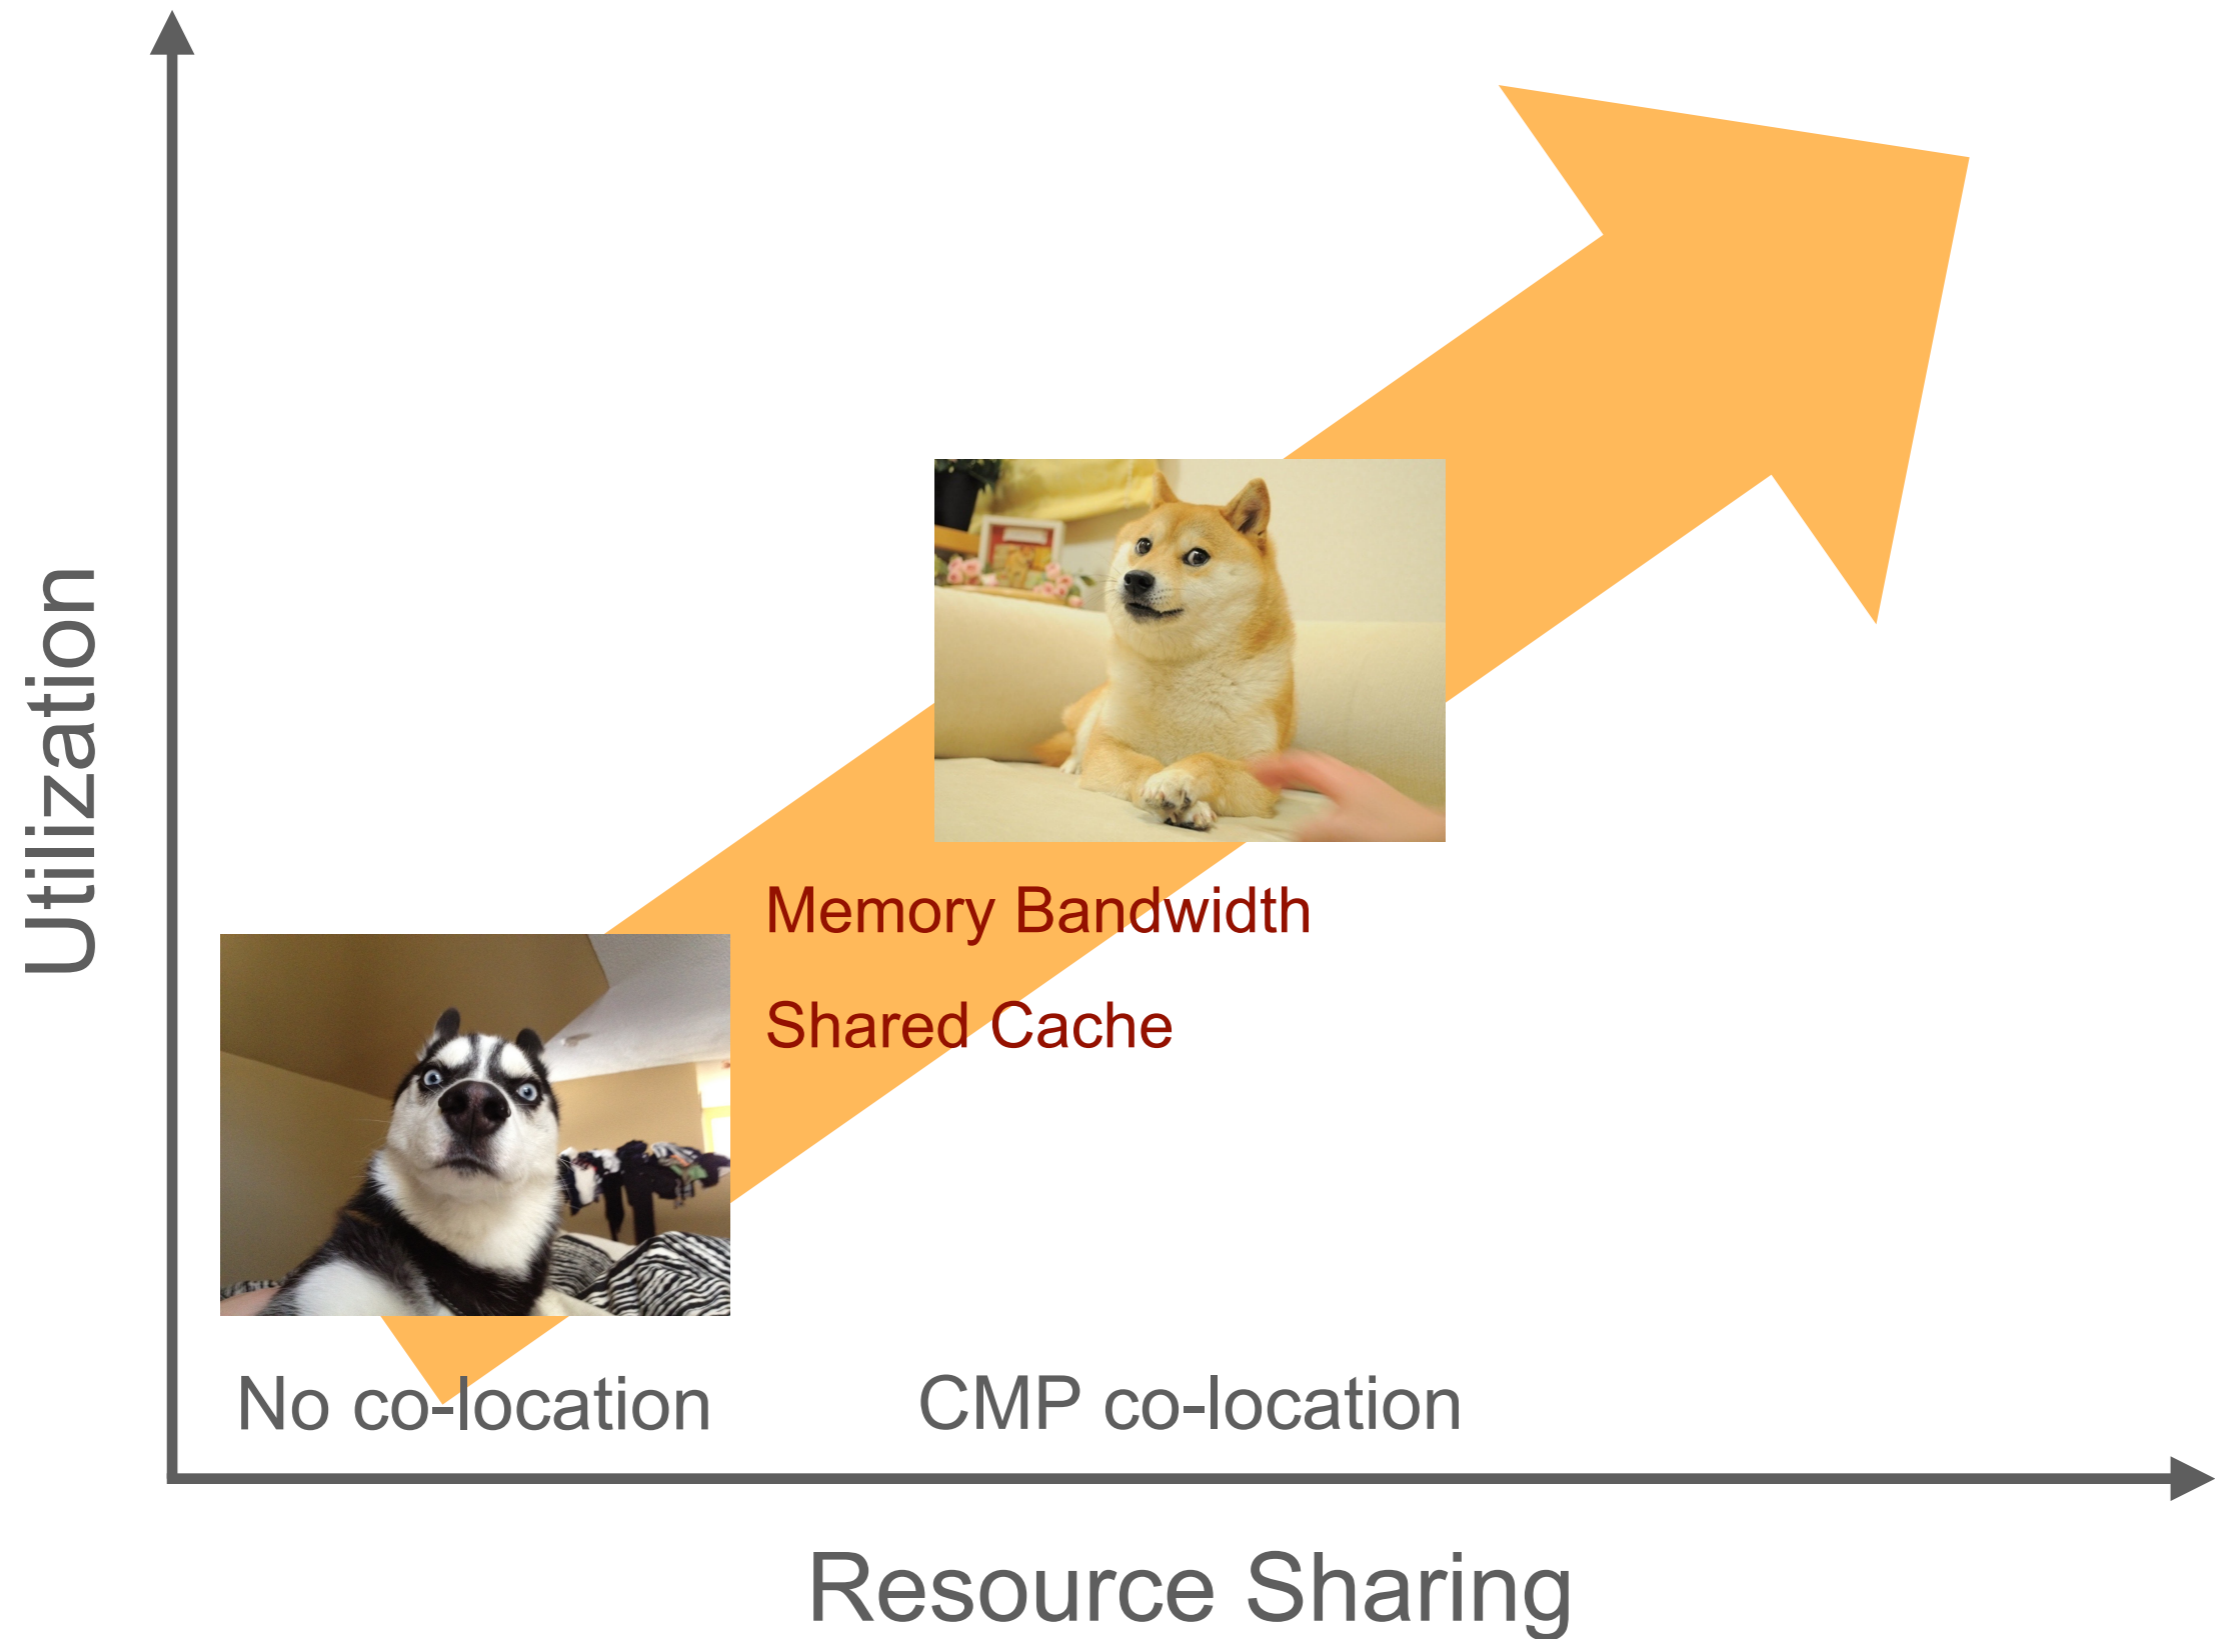 Utilization
Memory Bandwidth
Shared Cache
No co-location
CMP co-location
Resource Sharing